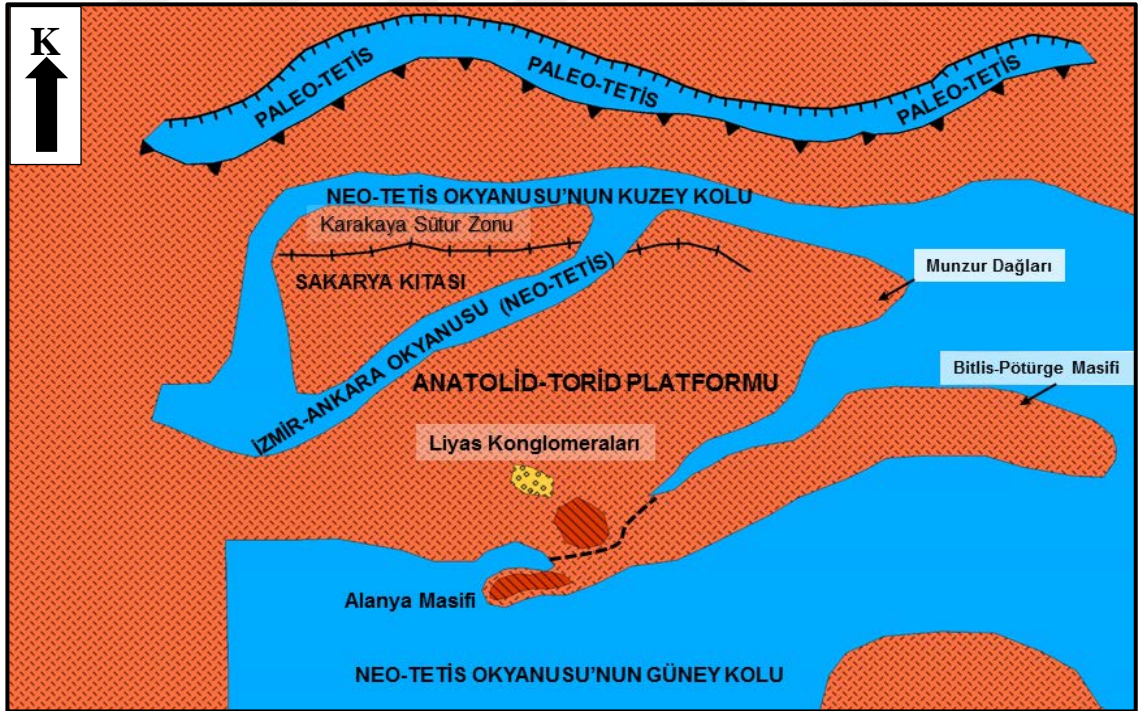 K
PALEO-TETİS
PALEO-TETİS
PALEO-TETİS
NEO-TETİS OKYANUSU'NUN KUZEY KOLU
Karakaya Sütur Zonu
SAKARYA KITASI
Munzur Dağları
İZMİR-ANKARA OKYANUSU (NEO-TETİS)
Bitlis-Pötürge Masifi
ANATOLİD-TORİD PLATFORMU
Liyas Konglomeraları
Alanya Masifi
NEO-TETİS OKYANUSU'NUN GÜNEY KOLU